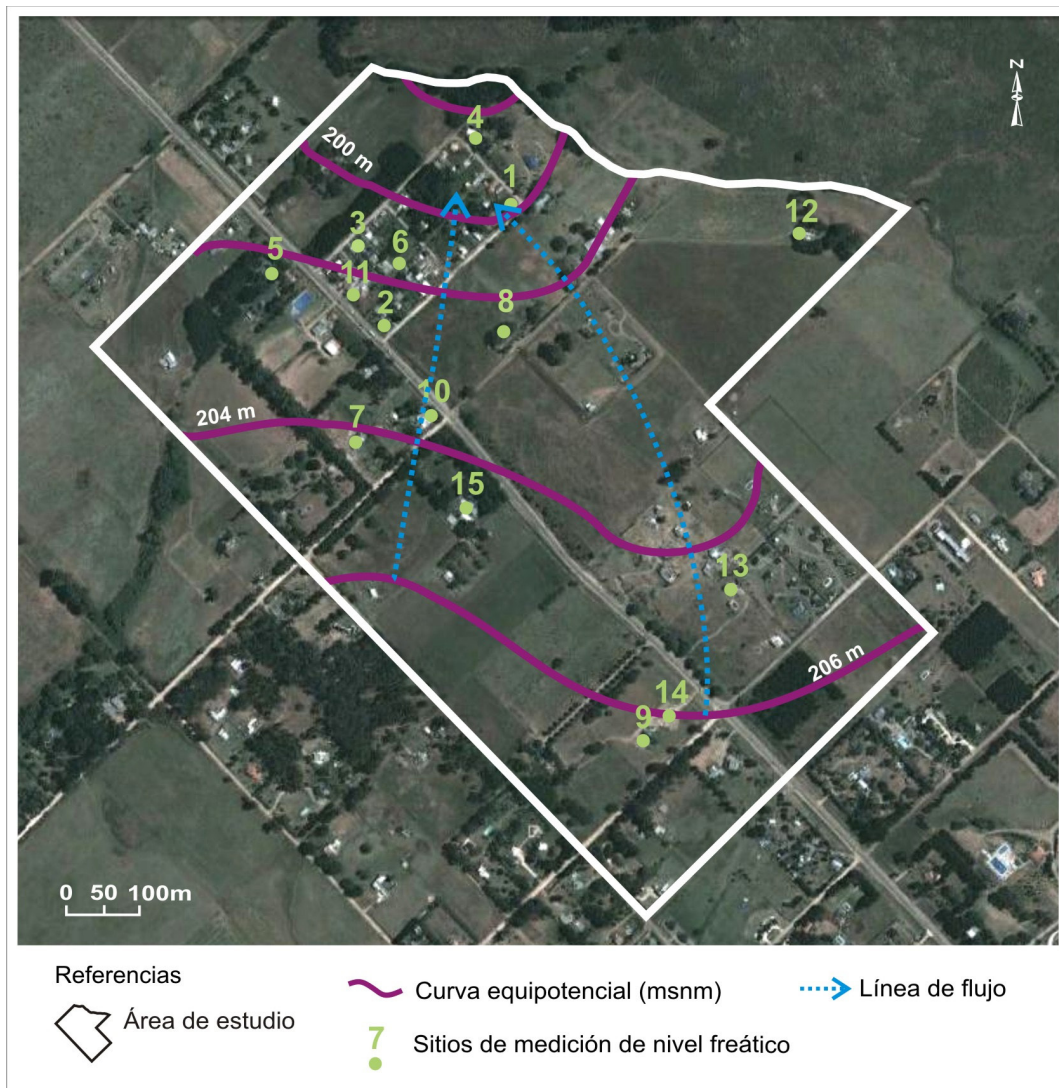 N
4
200 m
1
12
3
6
5
11
2
8
10
204 m
7
15
13
206 m
14
9
0 50 100m
Referencias
Área de estudio
Curva equipotencial (msnm)
Línea de flujo
7
Sitios de medición de nivel freático